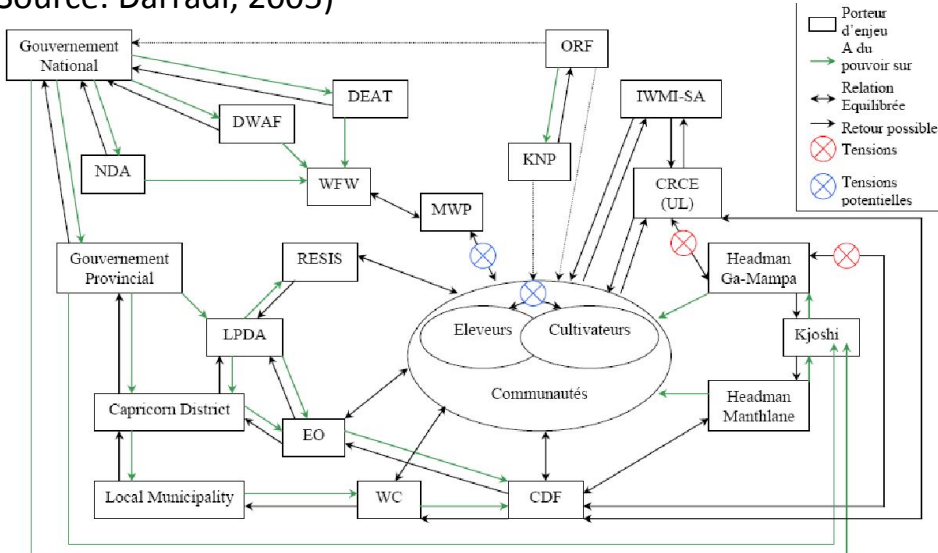 Source: Darradi, 2005)
Gouvernement
National
ORF
DEAT
IWMI-SA
DWAF
KNP
NDA
WFW
CRCE
(UL)
MWP
Porteur
d'enjeu
A du
pouvoir sur
Relation
Equilibrée
Retour possible
Tensions
Tensions
potentielles
Gouvernement
Provincial
RESIS
Headman
Ga-Mampa
LPDA
Eleveurs
Cultivateurs
Kjoshi
Communautés
Capricorn District
EO
Headman
Manthlane
Local Municipality
WC
CDF